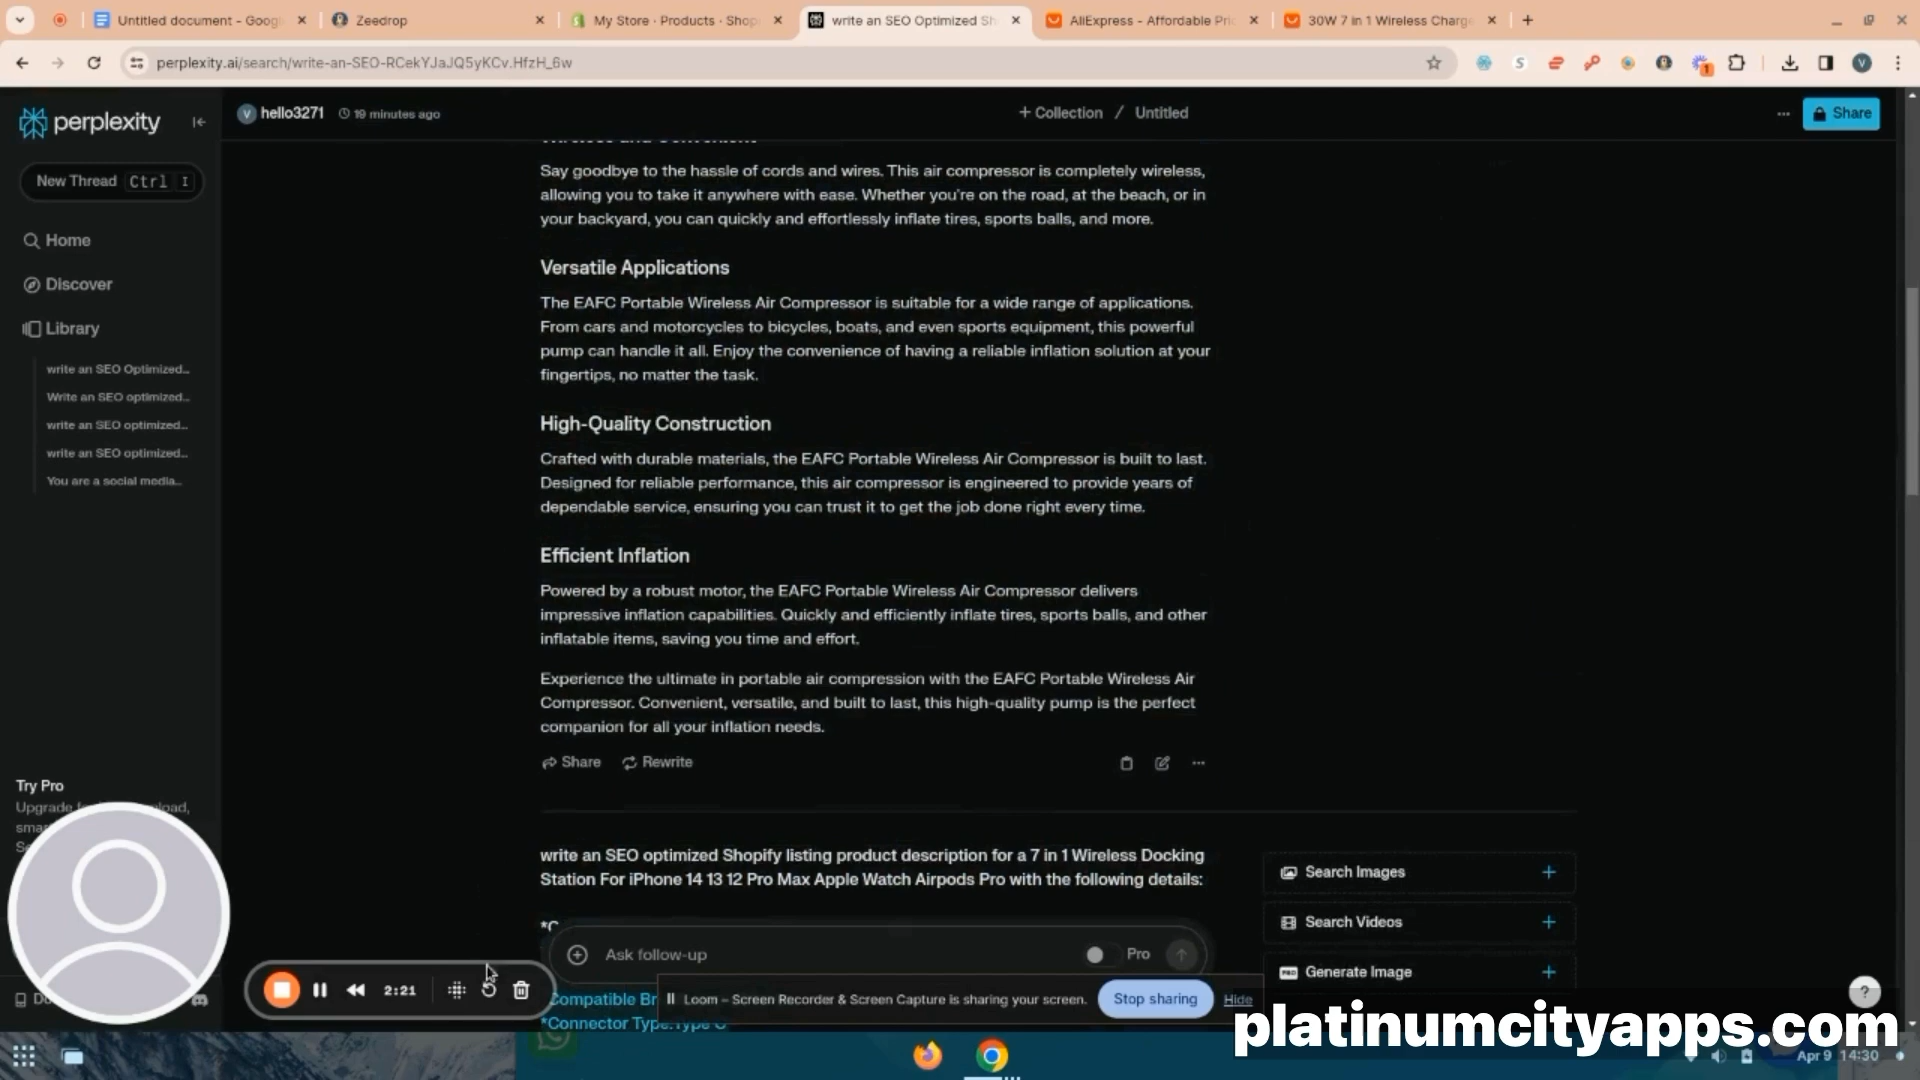 Untitled document - Googl
Zeedrop
My Store · Products · Shop
write an SEO Optimized Sh
AliExpress - Affordable Pri
30W 7 in 1 Wireless Charge
perplexity.ai/search/write-an-SEO-RCekYJaJQ5yKCv.HfzH_6w
perplexity
hello3271
19 minutes ago
+ Collection / Untitled
Share
New Thread Ctrl I
Home
Discover
Library
write an SEO Optimized...
Write an SEO optimized...
write an SEO optimized...
write an SEO optimized...
You are a social media...
Try Pro
Say goodbye to the hassle of cords and wires. This air compressor is completely wireless,
allowing you to take it anywhere with ease. Whether you're on the road, at the beach, or in
your backyard, you can quickly and effortlessly inflate tires, sports balls, and more.
Versatile Applications
The EAFC Portable Wireless Air Compressor is suitable for a wide range of applications.
From cars and motorcycles to bicycles, boats, and even sports equipment, this powerful
pump can handle it all. Enjoy the convenience of having a reliable inflation solution at your
fingertips, no matter the task.
High-Quality Construction
Crafted with durable materials, the EAFC Portable Wireless Air Compressor is built to last.
Designed for reliable performance, this air compressor is engineered to provide years of
dependable service, ensuring you can trust it to get the job done right every time.
Efficient Inflation
Powered by a robust motor, the EAFC Portable Wireless Air Compressor delivers
impressive inflation capabilities. Quickly and efficiently inflate tires, sports balls, and other
inflatable items, saving you time and effort.
Experience the ultimate in portable air compression with the EAFC Portable Wireless Air
Compressor. Convenient, versatile, and built to last, this high-quality pump is the perfect
companion for all your inflation needs.
Share Rewrite
write an SEO optimized Shopify listing product description for a 7 in 1 Wireless Docking
Station For iPhone 14 13 12 Pro Max Apple Watch Airpods Pro with the following details:
Search Images
Search Videos
Generate Image
Ask follow-up
Pro
2:21
Compatible Br
*Connector Type:Type C
Loom – Screen Recorder & Screen Capture is sharing your screen.
Stop sharing
Hide
platinumcityapps.com
Apr 9 14:30